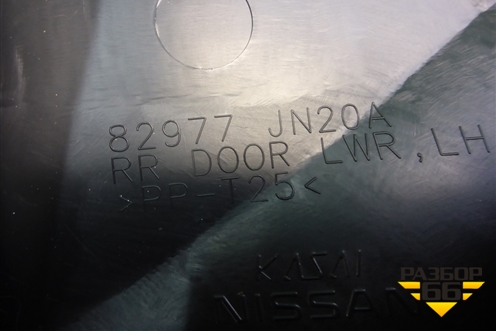 82977 JN20A
RR DOOR LWR, LH
>PP-T25<
KASAI
NISSAN
РАЗБОР
66